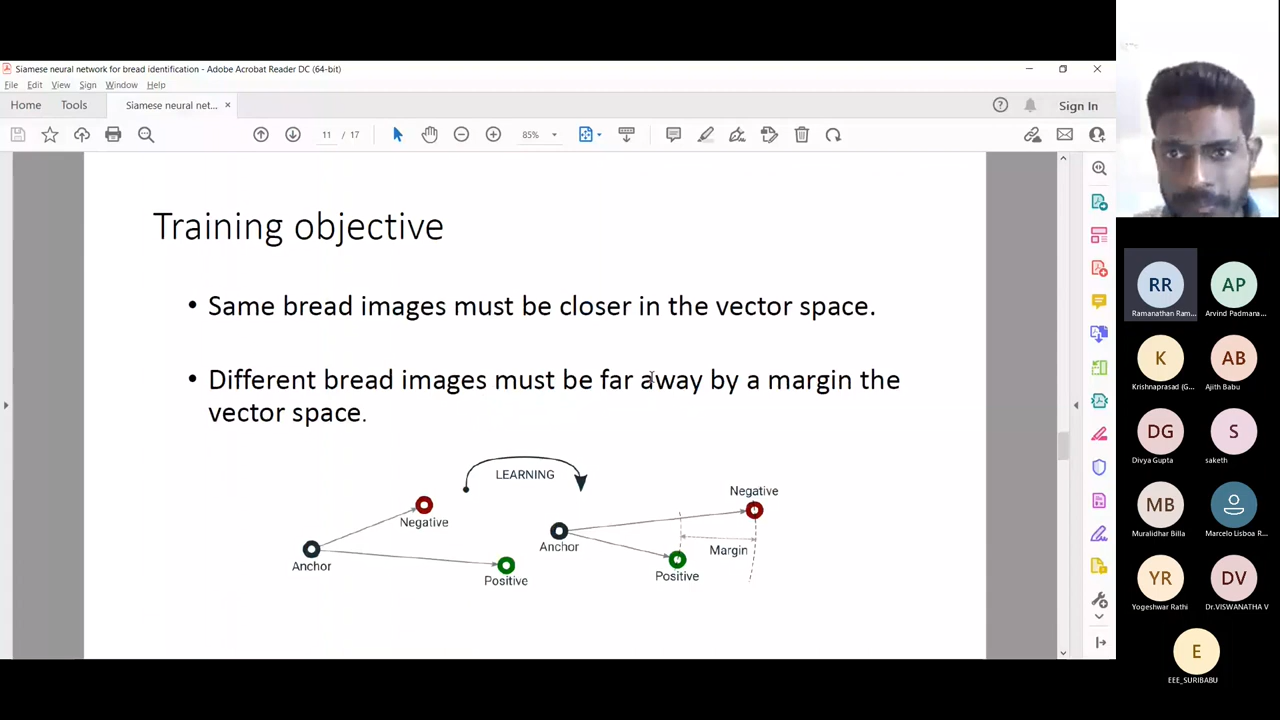 Siamese neural network for bread identification - Adobe Acrobat Reader DC (64-bit)
File Edit View Sign Window Help
Home Tools Siamese neural net... × Sign In
11 / 17 85%
Training objective
• Same bread images must be closer in the vector space.
• Different bread images must be far away by a margin the
vector space.
LEARNING
Negative
Anchor
Positive
Negative
Anchor
Margin
Positive
RR
Ramanathan Ram...
AP
Arvind Padmana...
K
Krishnaprasad (G...
AB
Ajith Babu
DG
Divya Gupta
S
saketh
MB
Muralidhar Billa
Marcelo Lisboa R...
YR
Yogeshwar Rathi
DV
Dr.VISWANATHA V
E
EEE_SURIBABU